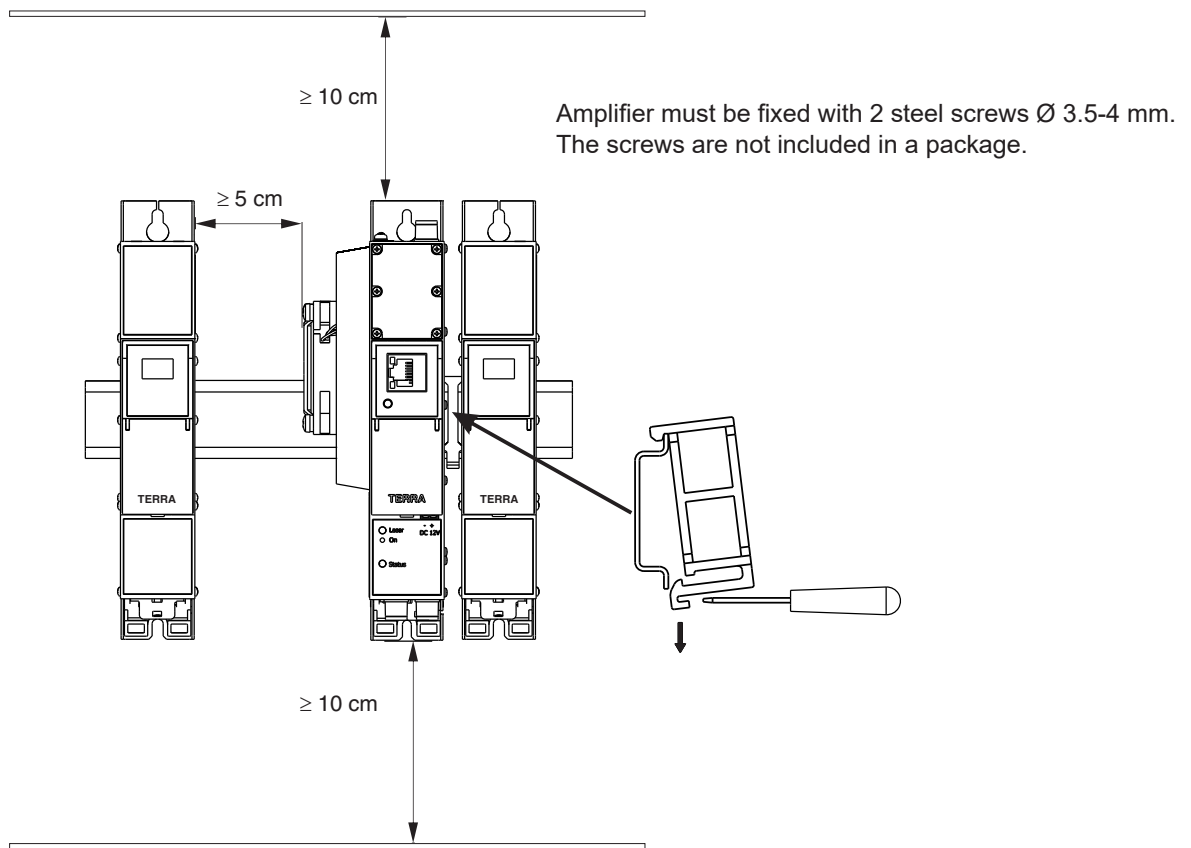 ≥ 10 cm
Amplifier must be fixed with 2 steel screws Ø 3.5-4 mm.
The screws are not included in a package.
≥ 5 cm
TERRA
TERRA
TERRA
Laser
On
- +
DC 12V
Status
≥ 10 cm